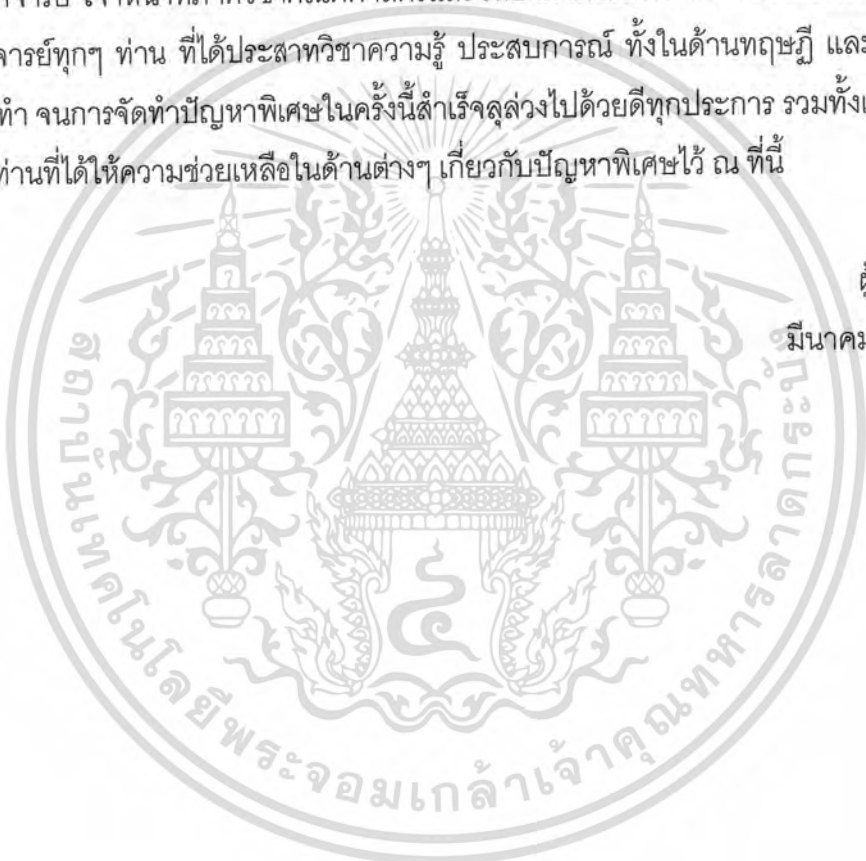 จารย์ทุกๆ ท่าน ที่ได้ประสาทวิชาความรู้ ประสบการณ์ ทั้งในด้านทฤษฎี และ
ทำ จนการจัดทำปัญหาพิเศษในครั้งนี้สำเร็จลุล่วงไปด้วยดีทุกประการ รวมทั้ง
ท่านที่ได้ให้ความช่วยเหลือในด้านต่างๆ เกี่ยวกับปัญหาพิเศษไว้ ณ ที่นี้
มีนาคม
สถาบันเทคโนโลยีพระจอมเกล้าเจ้าคุณทหารลาดกระบัง